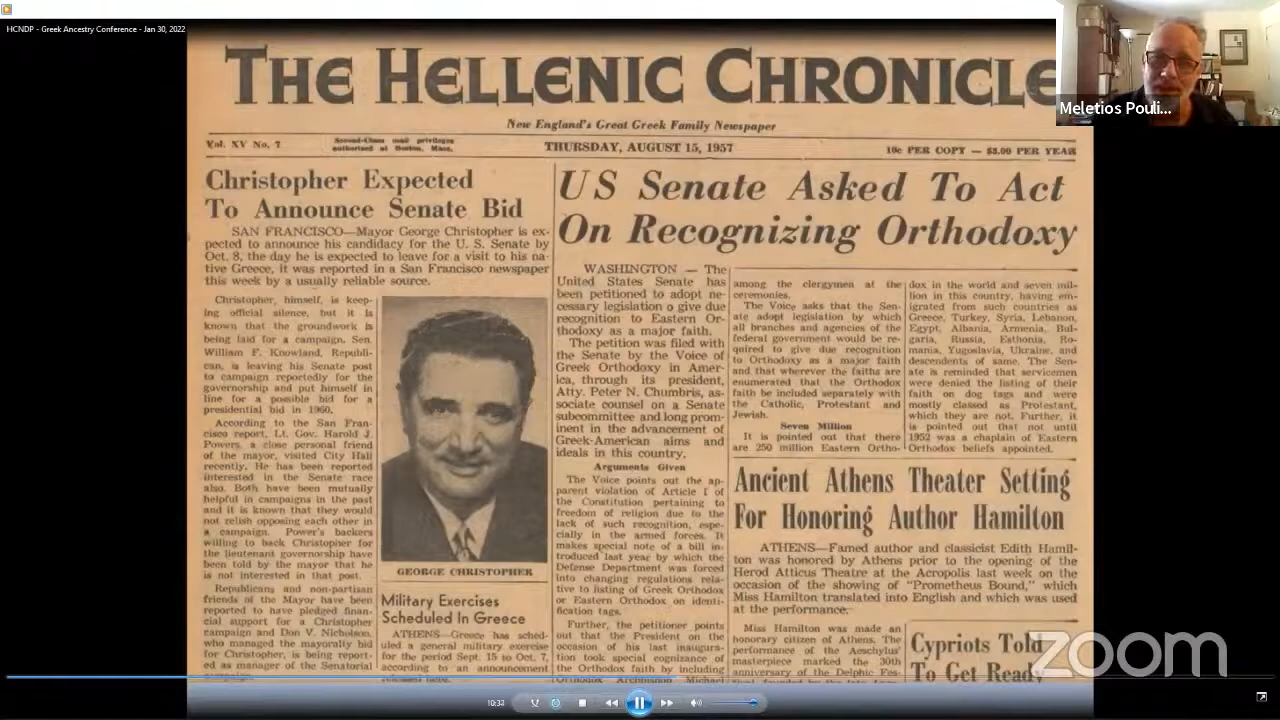 HCNDP - Greek Ancestry Conference - Jan 30, 2022
Meletios Pouli...
THE HELLENIC CHRONICLE
New England's Great Greek Family Newspaper
Vol. XV No. 7
Second-Class mail privileges
authorized at Boston, Mass.
THURSDAY, AUGUST 15, 1957
10c PER COPY — $3.00 PER YEAR
Christopher Expected
To Announce Senate Bid
SAN FRANCISCO—Mayor George Christopher is ex-
pected to announce his candidacy for the U. S. Senate by
Oct. 8, the day he is expected to leave for a visit to his na-
tive Greece, it was reported in a San Francisco newspaper
this week by a usually reliable source.
Christopher, himself, is keep-
ing official silence, but it is
known that the groundwork is
being laid for a campaign. Sen.
William F. Knowland, Republi-
can, is leaving his Senate post
to campaign reportedly for the
governorship and put himself in
line for a possible bid for a
presidential bid in 1960.
According to the San Fran-
cisco report, Lt. Gov. Harold J.
Powers, a close personal friend
of the mayor, visited City Hall
recently. He has been reported
interested in the Senate race
also. Both have been mutually
helpful in campaigns in the past
and it is known that they would
not relish opposing each other in
a campaign. Power's backers
willing to back Christopher for
the lieutenant governorship have
been told by the mayor that he
is not interested in that post.
Republicans and non-partisan
friends of the Mayor have been
reported to have pledged finan-
cial support for a Christopher
campaign and Don V. Nicholson,
who managed the mayoralty bid
for Christopher, is being report-
ed as manager of the Senatorial
campaign.
GEORGE CHRISTOPHER
Military Exercises
Scheduled In Greece
ATHENS—Greece has sched-
uled a general military exercise
for the period Sept. 15 to Oct. 7,
according to an announcement
released here.
US Senate Asked To Act
On Recognizing Orthodoxy
WASHINGTON — The
United States Senate has
been petitioned to adopt ne-
cessary legislation o give due
recognition to Eastern Or-
thodoxy as a major faith.
The petition was filed with
the Senate by the Voice of
Greek Orthodoxy in Amer-
ica, through its president,
Atty. Peter N. Chumbris, as-
sociate counsel on a Senate
subcommittee and long prom-
inent in the advancement of
Greek-American aims and
ideals in this country.
Arguments Given
The Voice points out the ap-
parent violation of Article I of
the Constitution pertaining to
freedom of religion due to the
lack of such recognition, espe-
cially in the armed forces. It
makes special note of a bill in-
troduced last year by which the
Defense Department was forced
into changing regulations rela-
tive to listing of Greek Orthodox
or Eastern Orthodox on identi-
fication tags.
Further, the petitioner points
out that the President on the
occasion of his last inaugura-
tion took special cognizance of
the Orthodox faith by including
Orthodox Archbishop Michael
among the clergymen at the
ceremonies.
The Voice asks that the Sen-
ate adopt legislation by which
all branches and agencies of the
federal government would be re-
quired to give due recognition
to Orthodoxy as a major faith
and that wherever the faiths are
enumerated that the Orthodox
faith be included separately with
the Catholic, Protestant and
Jewish.
Seven Million
It is pointed out that there
are 250 million Eastern Ortho-
dox in the world and seven mil-
lion in this country, having em-
igrated from such countries as
Greece, Turkey, Syria, Lebanon,
Egypt, Albania, Armenia, Bul-
garia, Russia, Esthonia, Ro-
mania, Yugoslavia, Ukraine, and
descendents of same. The Sen-
ate is reminded that servicemen
were denied the listing of their
faith on dog tags and were
mostly classed as Protestant,
which they are not. Further, it
is pointed out that not until
1952 was a chaplain of Eastern
Orthodox beliefs appointed.
Ancient Athens Theater Setting
For Honoring Author Hamilton
ATHENS—Famed author and classicist Edith Hamil-
ton was honored by Athens prior to the opening of the
Herod Atticus Theatre at the Acropolis last week on the
occasion of the showing of "Prometheus Bound," which
Miss Hamilton translated into English and which was used
at the performance.
Miss Hamilton was made an
honorary citizen of Athens. The
performance of the Aeschylus'
masterpiece marked the 30th
anniversary of the Delphic Fes-
Cypriots Told
To Get Ready
zoom
10:33